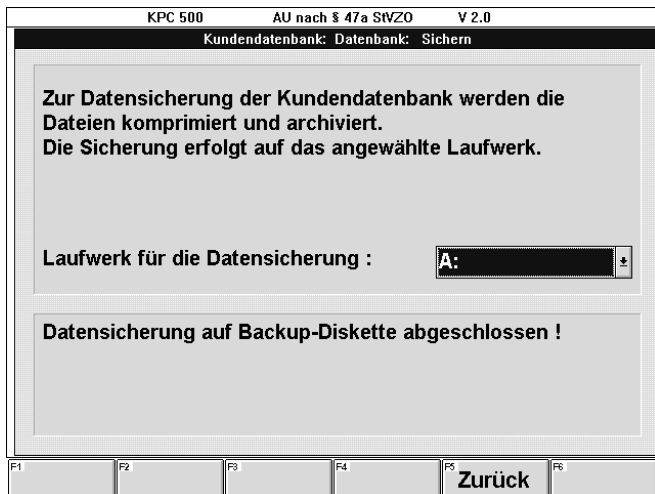 KPC 500 AU nach § 47a StVZO V 2.0
Kundendatenbank: Datenbank: Sichern
Zur Datensicherung der Kundendatenbank werden die
Dateien komprimiert und archiviert.
Die Sicherung erfolgt auf das angewählte Laufwerk.
Laufwerk für die Datensicherung : A:
Datensicherung auf Backup-Diskette abgeschlossen !
F1 F2 F3 F4 F5 Zurück F6